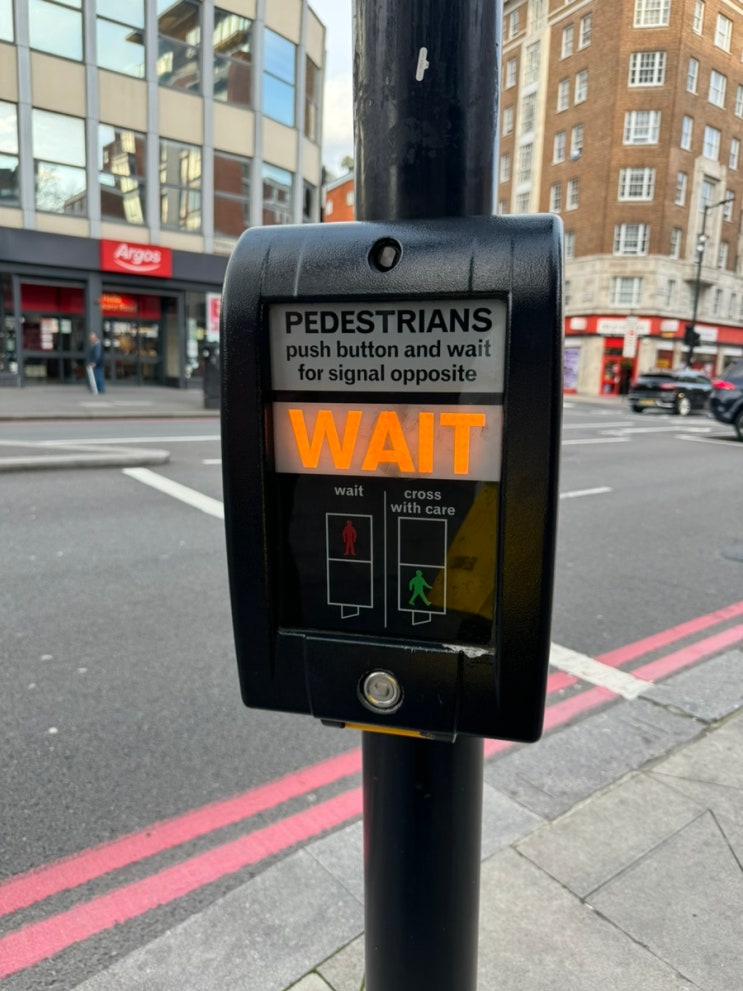 Argos
PEDESTRIANS
push button and wait
for signal opposite
WAIT
wait
cross
with care